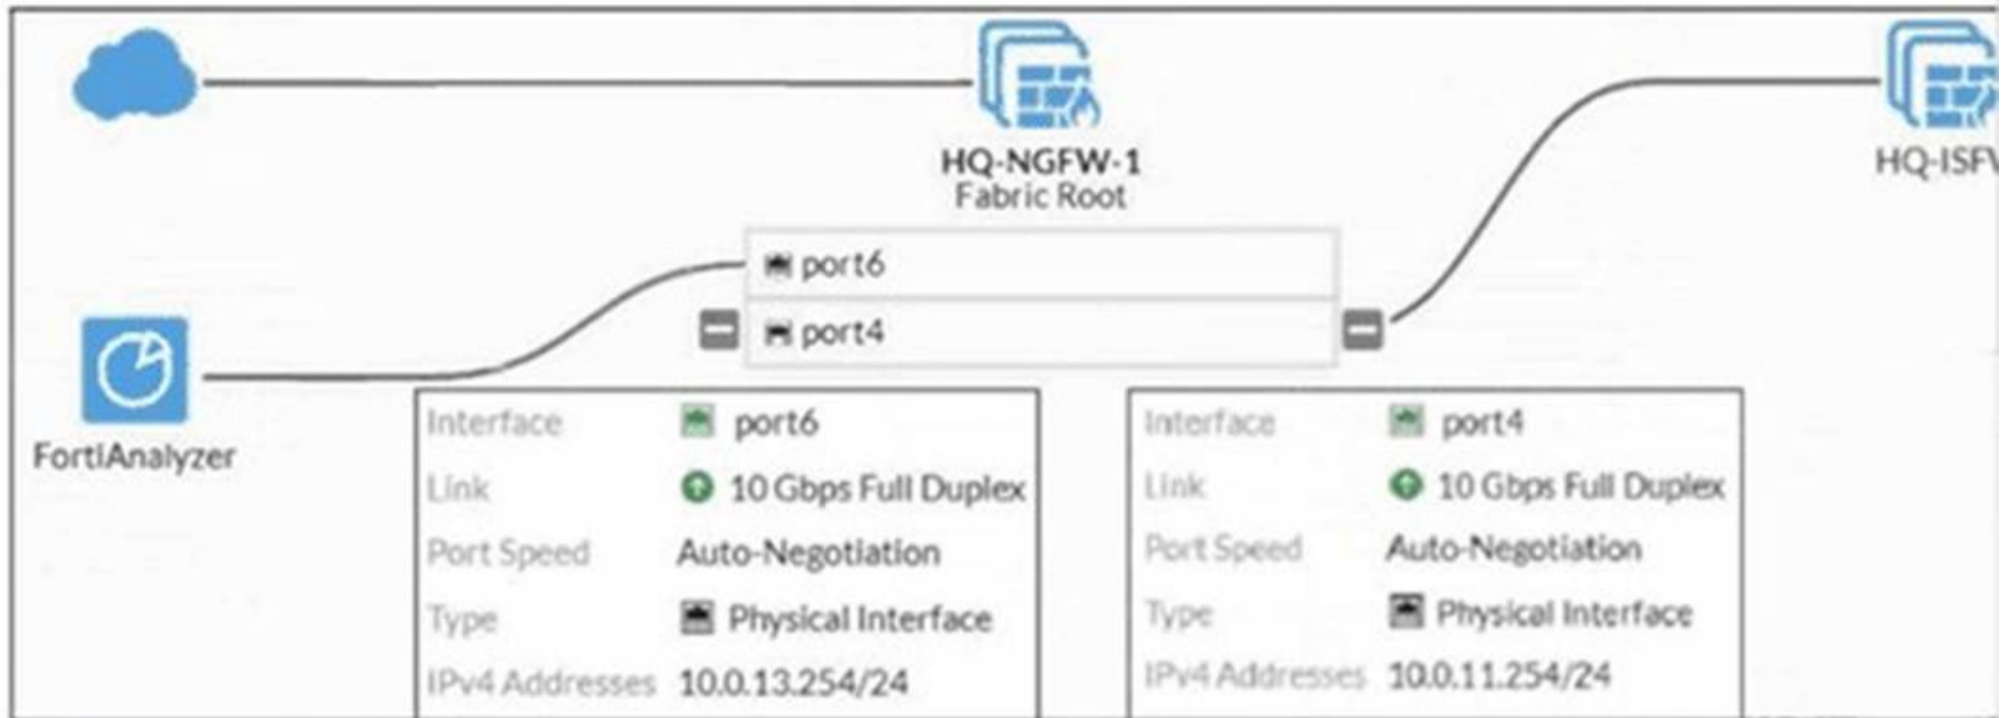 HQ-NGFW-1
Fabric Root
HQ-ISF
port6
port4
FortiAnalyzer
Interface port6
Link 10 Gbps Full Duplex
Port Speed Auto-Negotiation
Type Physical Interface
IPv4 Addresses 10.0.13.254/24
Interface port4
Link 10 Gbps Full Duplex
Port Speed Auto-Negotiation
Type Physical Interface
IPv4 Addresses 10.0.11.254/24